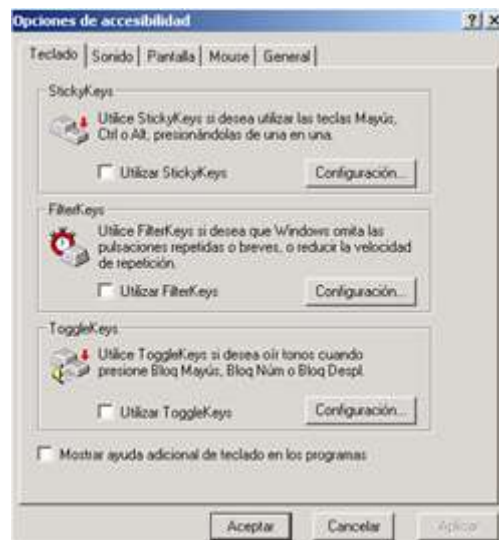 Opciones de accesibilidad
Teclado Sonido Pantalla Mouse General
StickyKeys
Utilice StickyKeys si desea utilizar las teclas Mayús,
Ctrl o Alt, presionándolas de una en una.
Utilizar StickyKeys Configuración...
FilterKeys
Utilice FilterKeys si desea que Windows omita las
pulsaciones repetidas o breves, o reducir la velocidad
de repetición.
Utilizar FilterKeys Configuración...
ToggleKeys
Utilice ToggleKeys si desea oír tonos cuando
presione Bloq Mayús, Bloq Núm o Bloq Despl.
Utilizar ToggleKeys Configuración...
Mostrar ayuda adicional de teclado en los programas
Aceptar Cancelar Aplicar